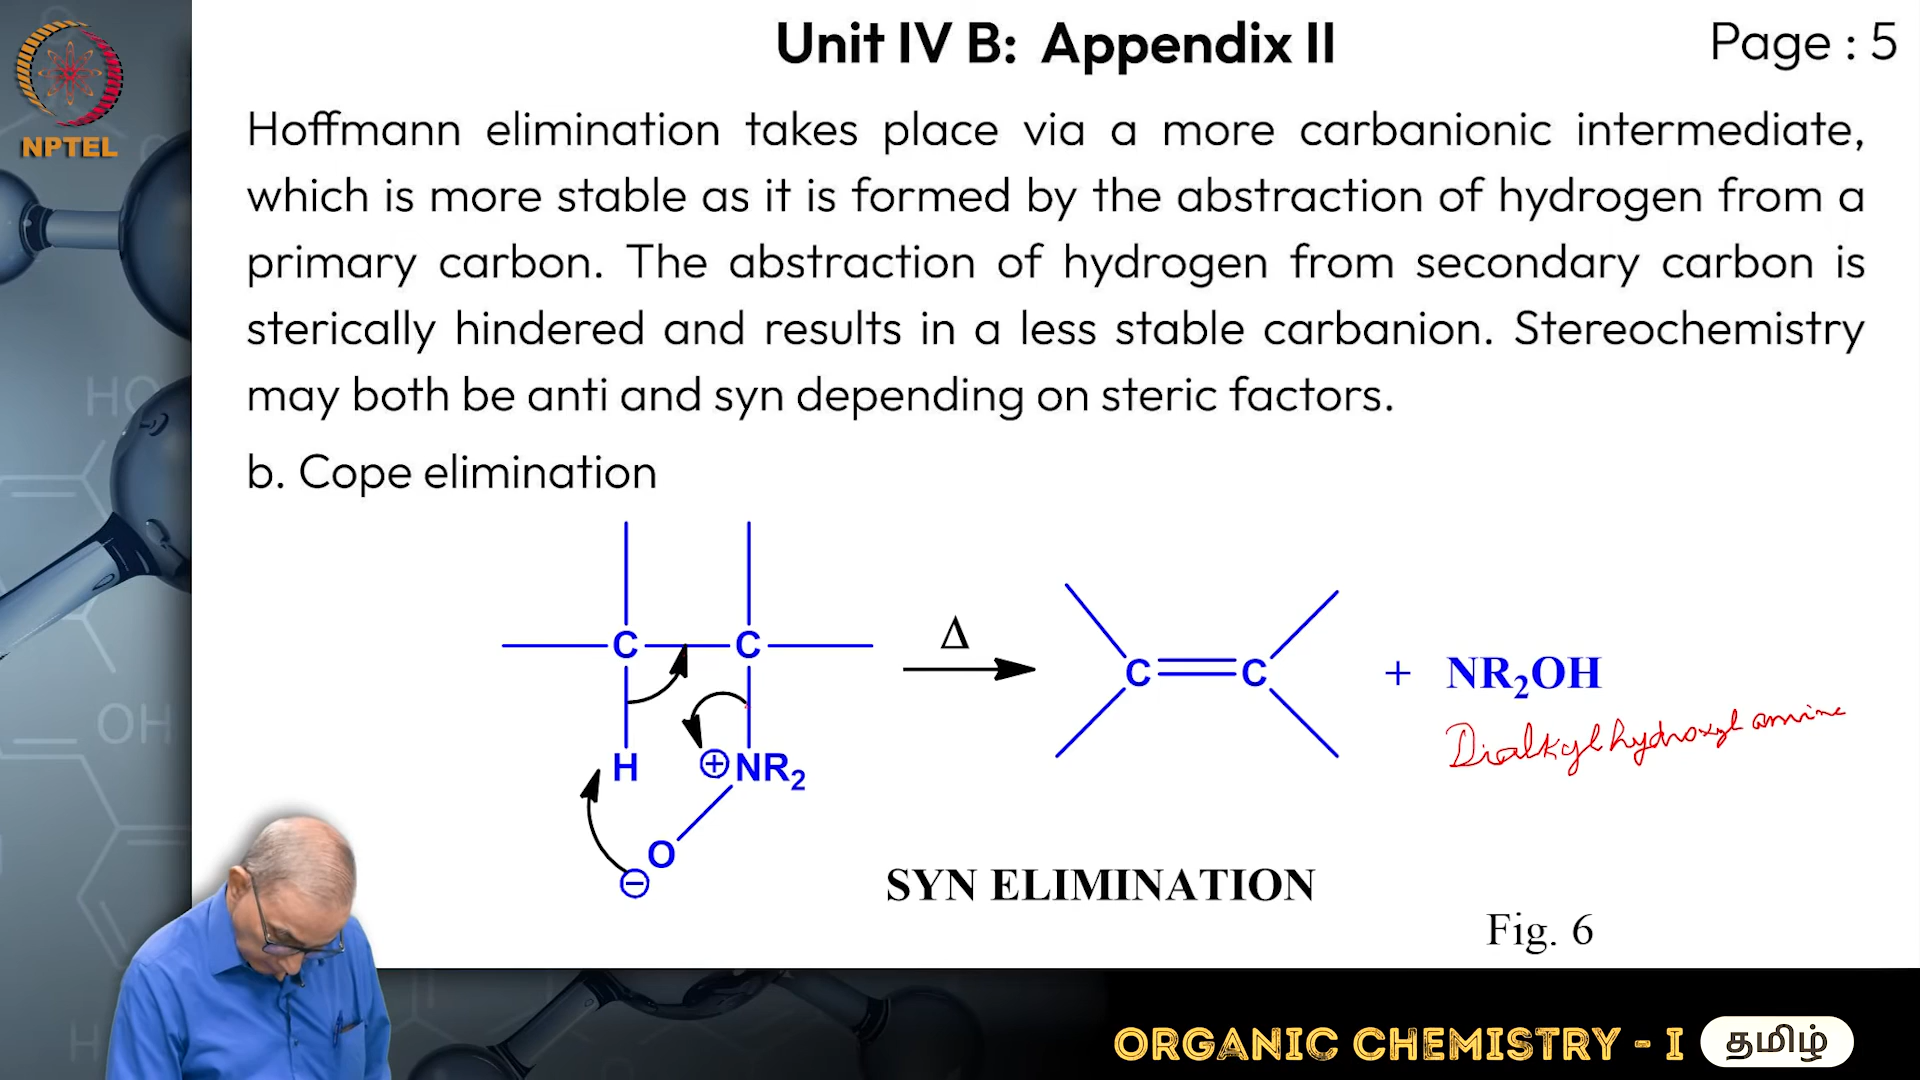 Unit IV B: Appendix II
Page : 5
NPTEL
Hoffmann elimination takes place via a more carbanionic intermediate,
which is more stable as it is formed by the abstraction of hydrogen from a
primary carbon. The abstraction of hydrogen from secondary carbon is
sterically hindered and results in a less stable carbanion. Stereochemistry
may both be anti and syn depending on steric factors.
b. Cope elimination
C C
Δ
C C + NR₂OH
Dialkyl hydroxyl amine
H ⊕NR₂
O
⊖
SYN ELIMINATION
Fig. 6
HO
OH
H
ORGANIC CHEMISTRY - I தமிழ்